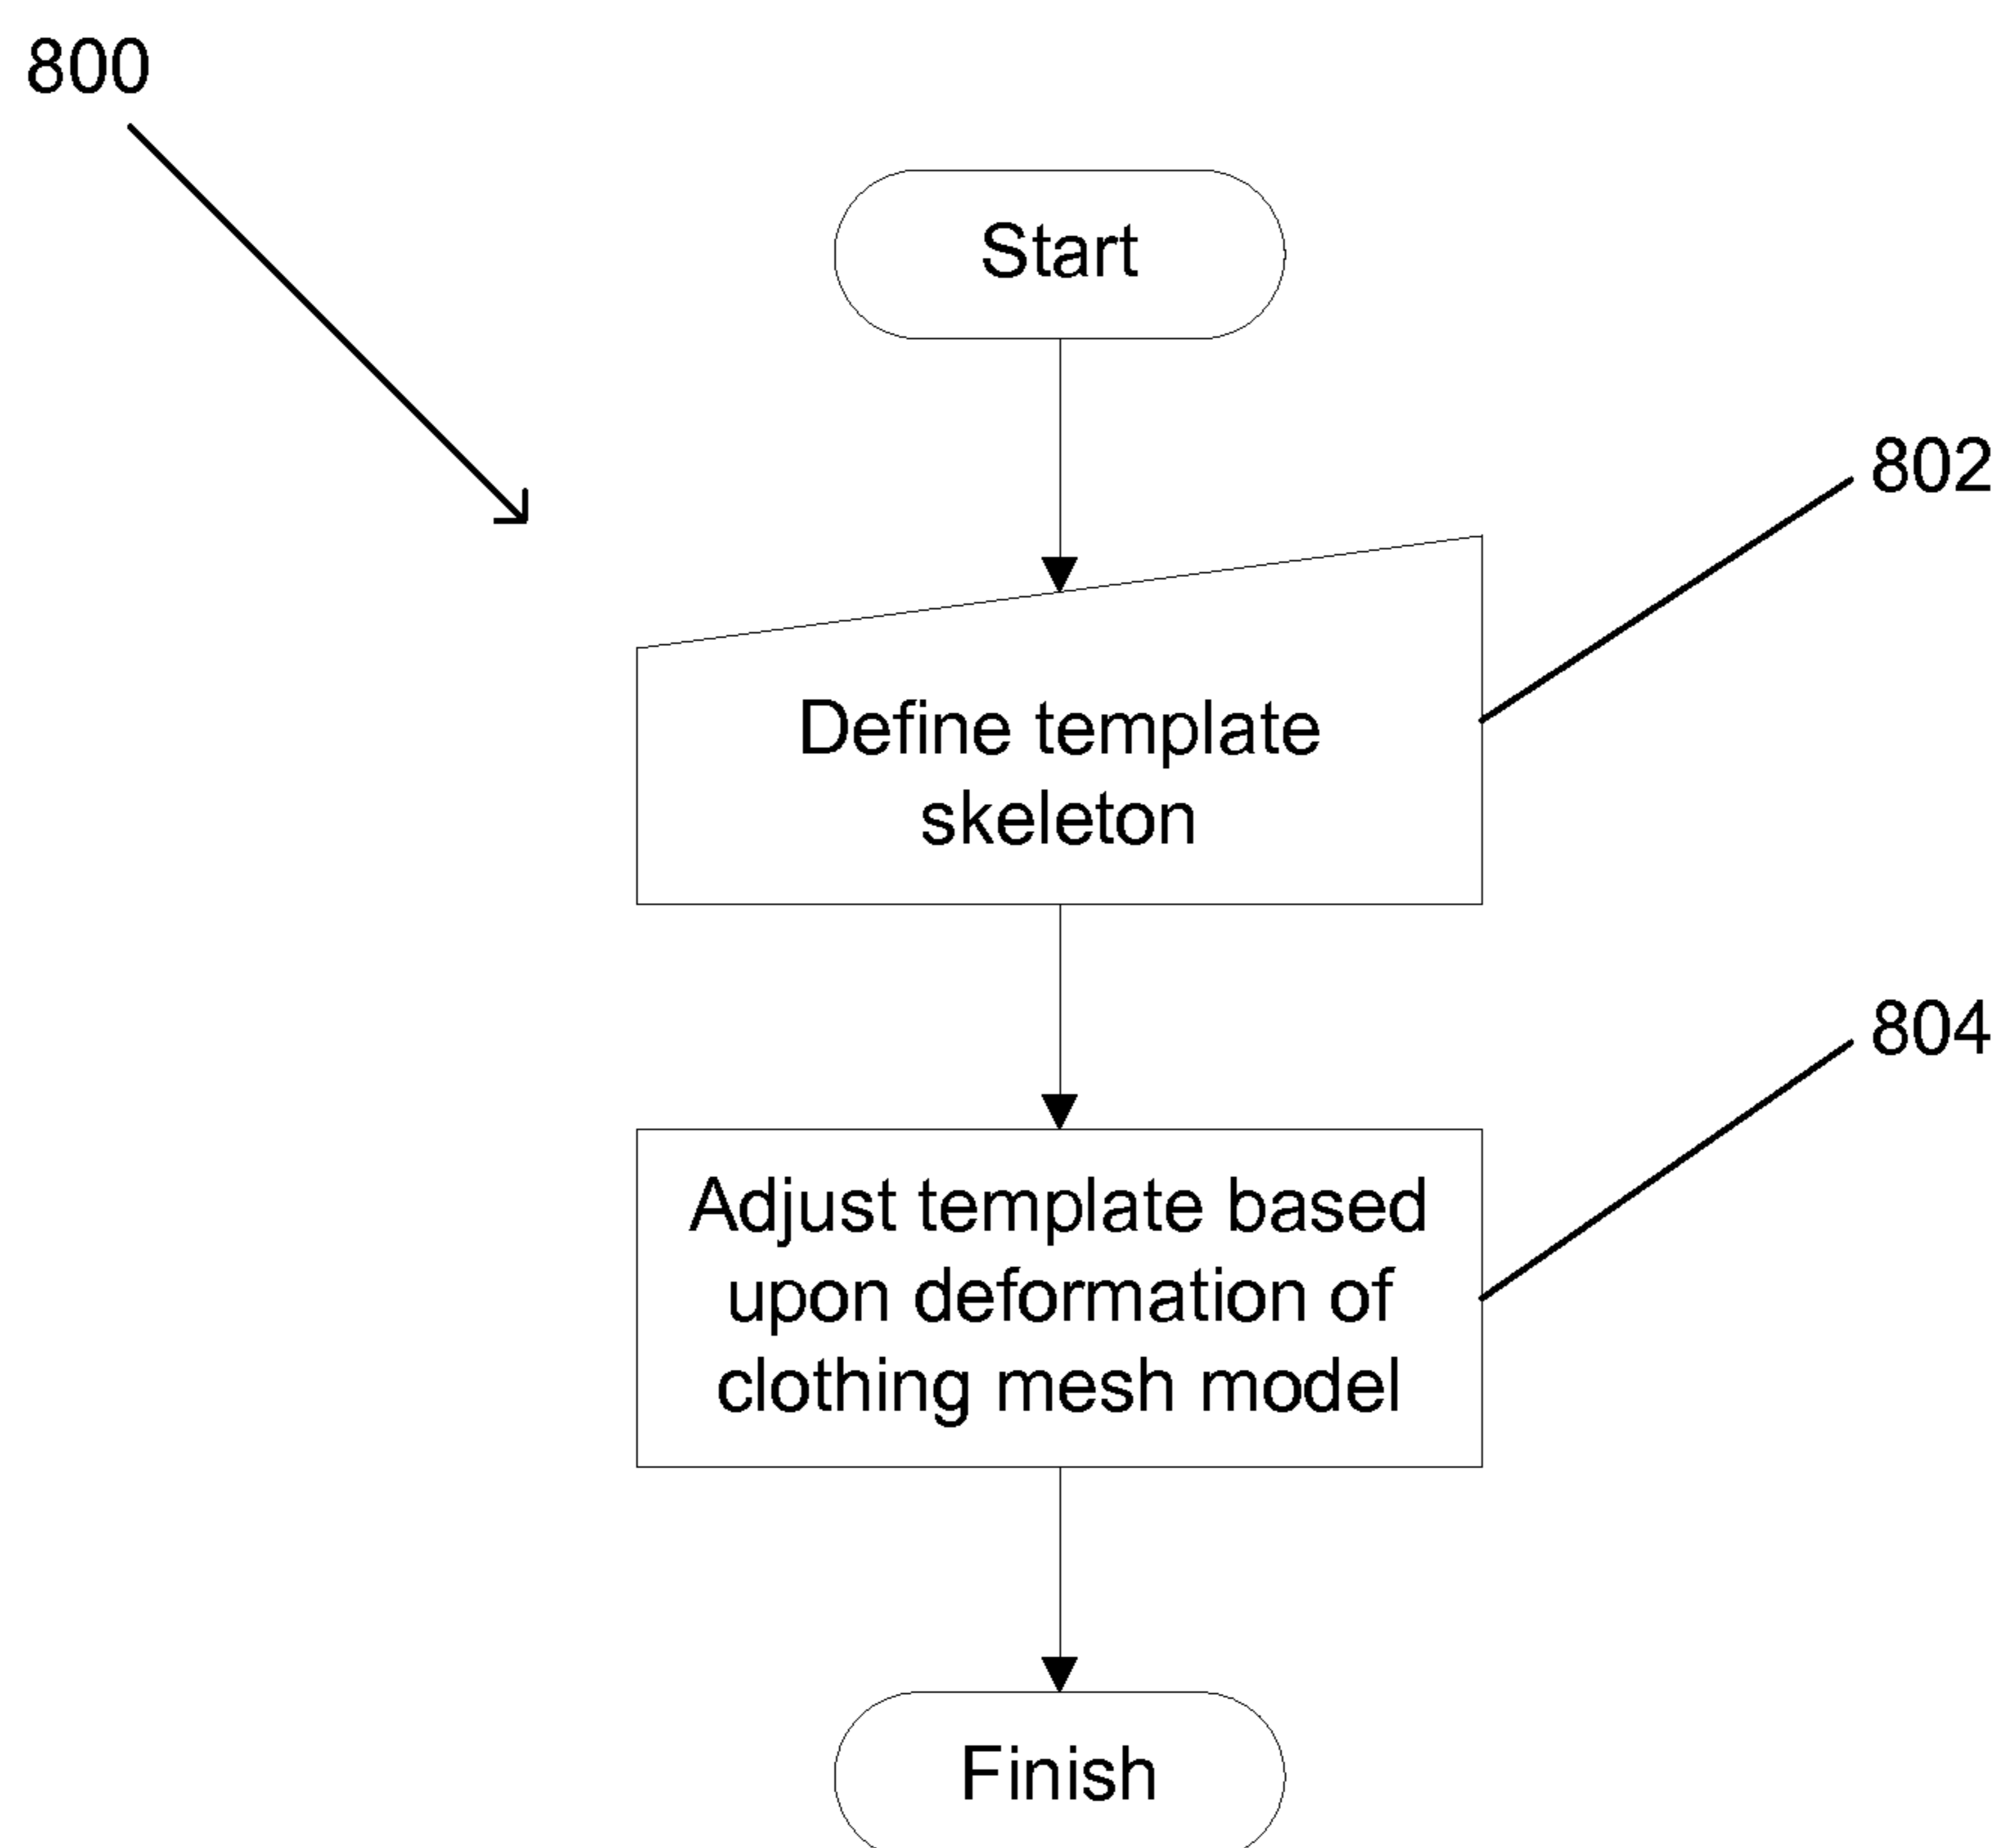 800
Start
802
Define template
skeleton
804
Adjust template based
upon deformation of
clothing mesh model
Finish